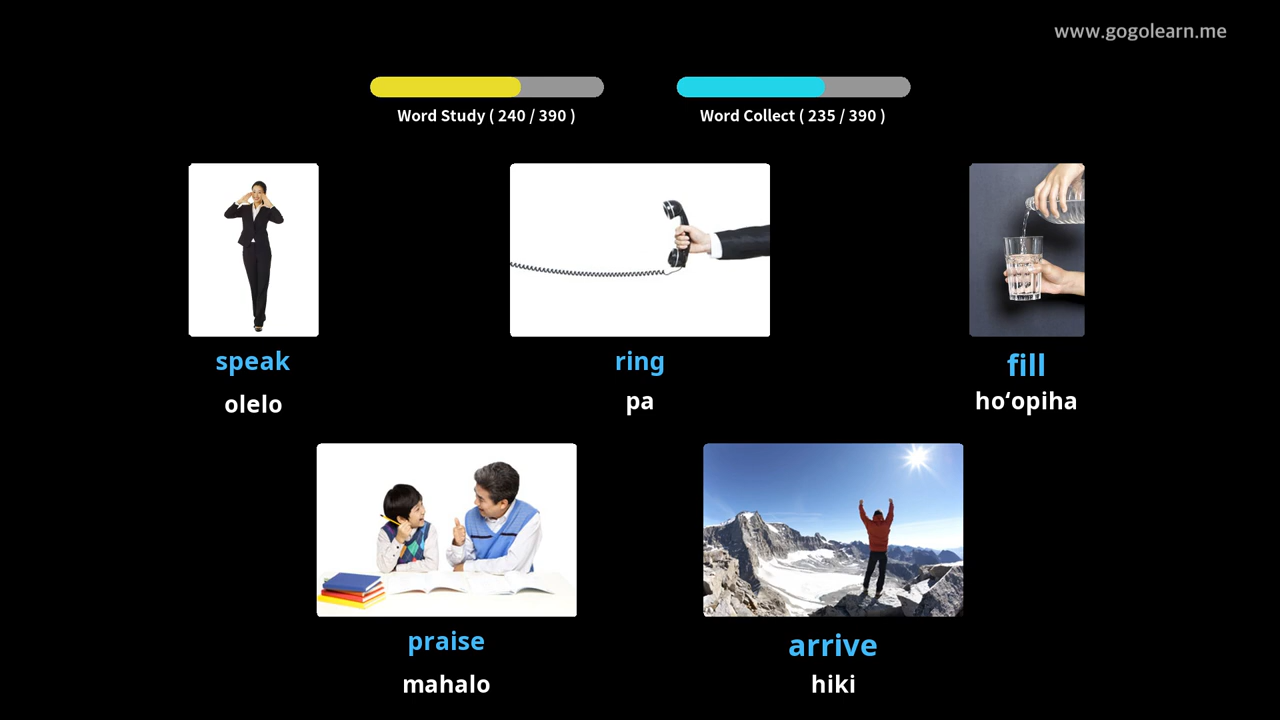 www.gogolearn.me
Word Study ( 240 / 390 )
Word Collect ( 235 / 390 )
speak
olelo
ring
pa
fill
hoʻopiha
praise
mahalo
arrive
hiki